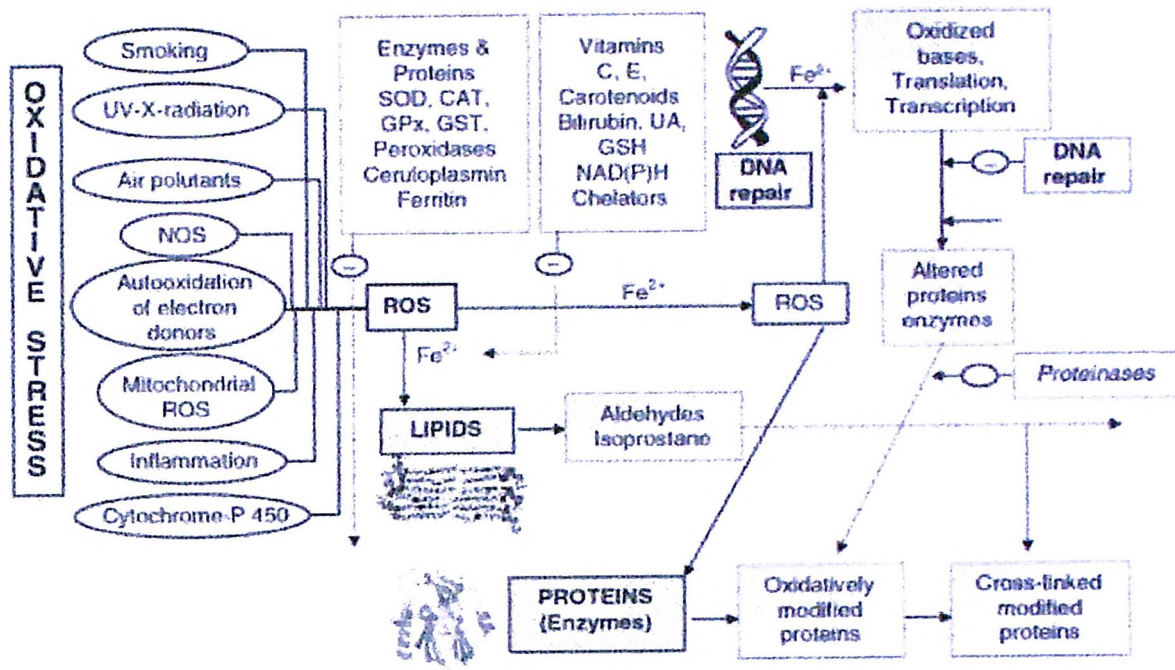 OXIDATIVE STRESS
Smoking
UV-X-radiation
Air polutants
NOS
Autooxidation
of electron
donors
Mitochondrial
ROS
Inflammation
Cytochrome-P 450
Enzymes &
Proteins
SOD, CAT,
GPx, GST,
Peroxidases
Cerutoplasmin
Ferritin
Vitamins
C, E,
Carotenoids
Bilirubin, UA,
GSH
NAD(P)H
Chelators
DNA
repair
Fe²⁺
Oxidized
bases,
Translation,
Transcription
−
DNA
repair
−
−
ROS
Fe²⁺
ROS
Altered
proteins
enzymes
Fe²⁺
Proteinases
LIPIDS
Aldehydes
Isoprostane
PROTEINS
(Enzymes)
Oxidatively
modified
proteins
Cross-linked
modified
proteins